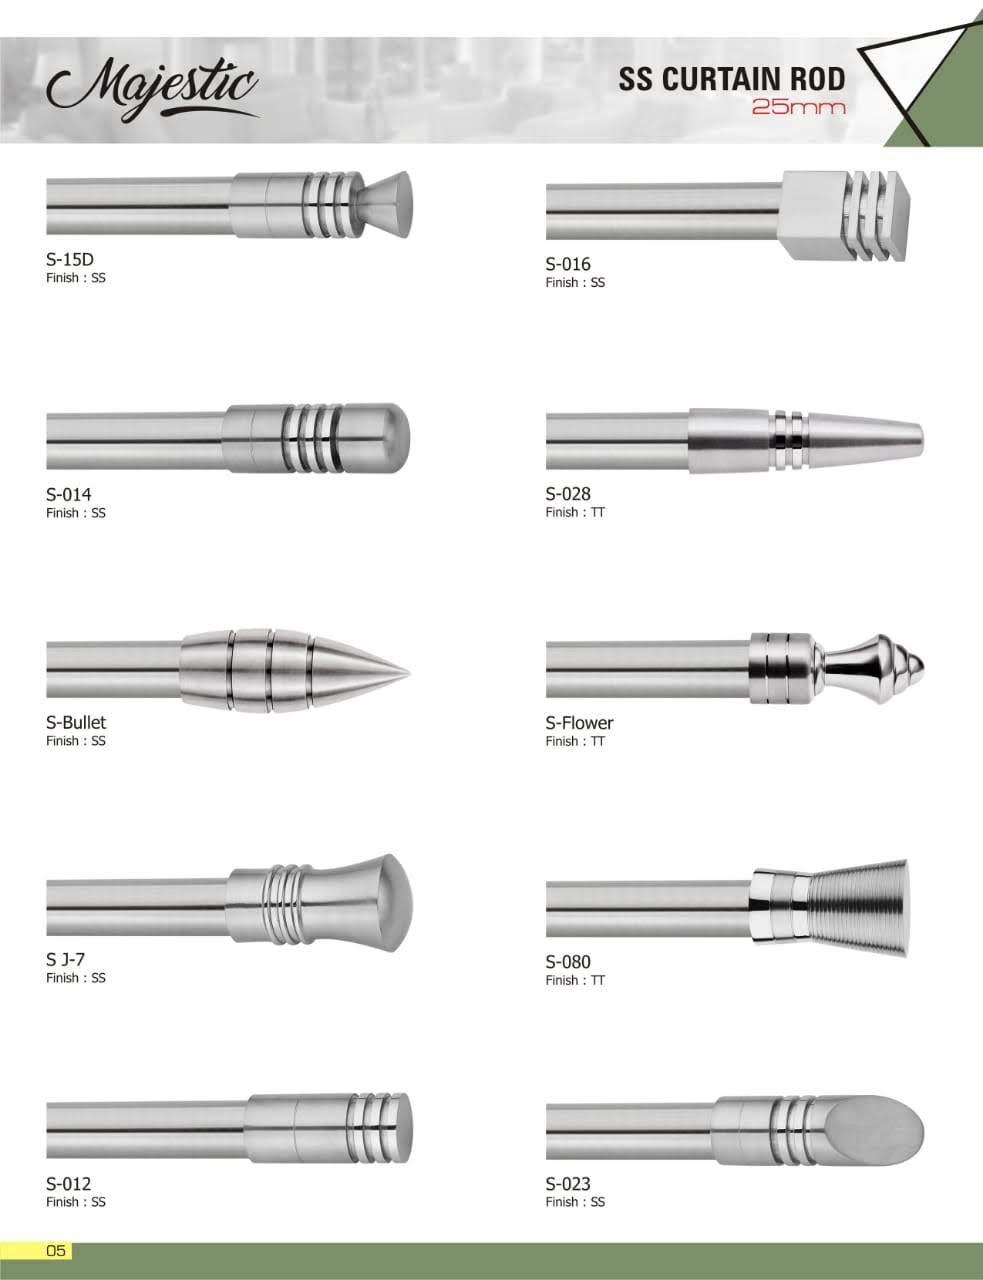 Majestic
SS CURTAIN ROD
25mm
S-15D
Finish : SS
S-016
Finish : SS
S-014
Finish : SS
S-028
Finish : TT
S-Bullet
Finish : SS
S-Flower
Finish : TT
S J-7
Finish : SS
S-080
Finish : TT
S-012
Finish : SS
S-023
Finish : SS
05